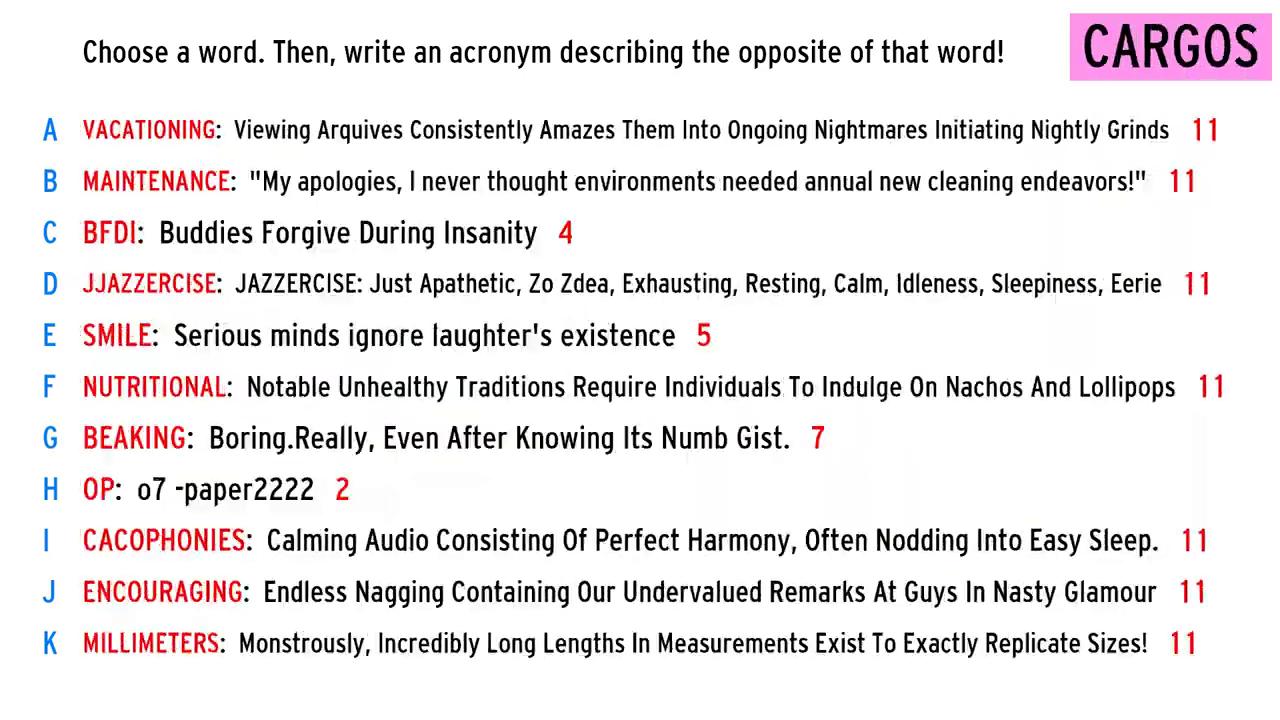 Choose a word. Then, write an acronym describing the opposite of that word!
CARGOS
A VACATIONING: Viewing Arquives Consistently Amazes Them Into Ongoing Nightmares Initiating Nightly Grinds 11
B MAINTENANCE: "My apologies, I never thought environments needed annual new cleaning endeavors!" 11
C BFDI: Buddies Forgive During Insanity 4
D JJAZZERCISE: JAZZERCISE: Just Apathetic, Zo Zdea, Exhausting, Resting, Calm, Idleness, Sleepiness, Eerie 11
E SMILE: Serious minds ignore laughter's existence 5
F NUTRITIONAL: Notable Unhealthy Traditions Require Individuals To Indulge On Nachos And Lollipops 11
G BEAKING: Boring.Really, Even After Knowing Its Numb Gist. 7
H OP: o7 -paper2222 2
I CACOPHONIES: Calming Audio Consisting Of Perfect Harmony, Often Nodding Into Easy Sleep. 11
J ENCOURAGING: Endless Nagging Containing Our Undervalued Remarks At Guys In Nasty Glamour 11
K MILLIMETERS: Monstrously, Incredibly Long Lengths In Measurements Exist To Exactly Replicate Sizes! 11